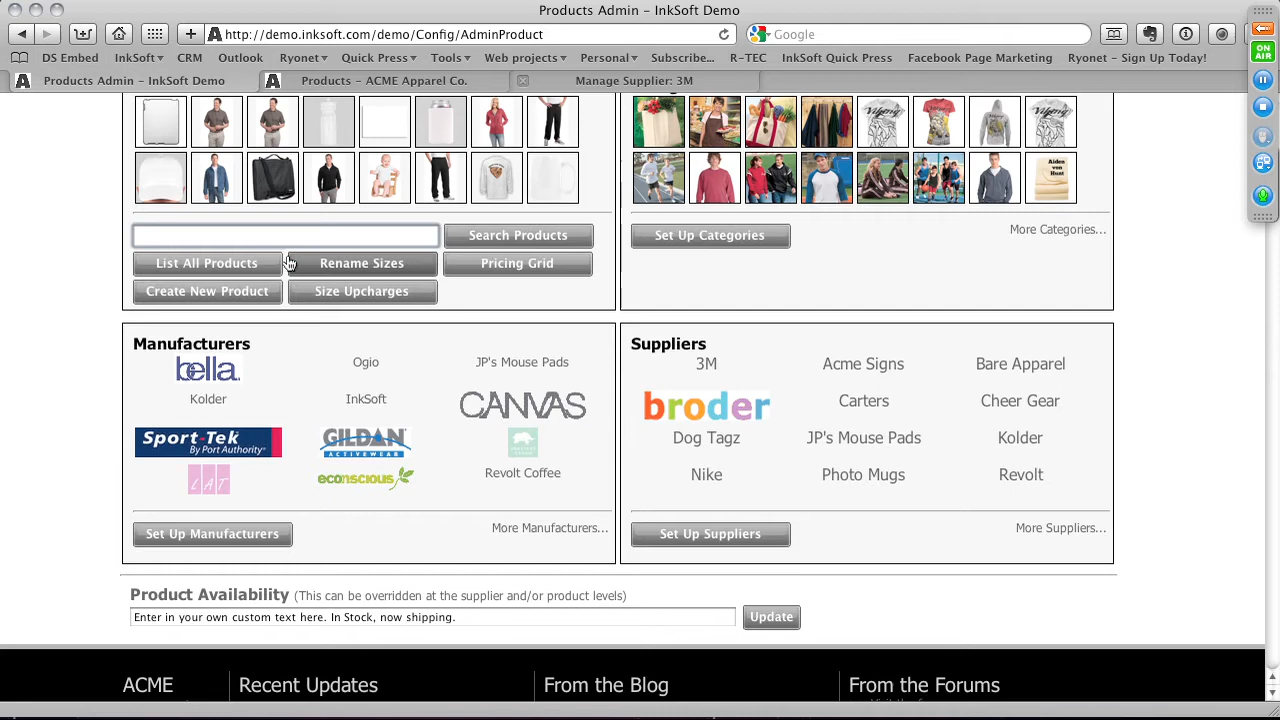 Products Admin – InkSoft Demo
http://demo.inksoft.com/demo/Config/AdminProduct
Google
DS Embed InkSoft CRM Outlook Ryonet Quick Press Tools Web projects Personal Subscribe... R-TEC InkSoft Quick Press Facebook Page Marketing Ryonet - Sign Up Today!
Products Admin – InkSoft Demo
Products – ACME Apparel Co.
Manage Supplier: 3M
ON AIR
Aiden von Hunt
Search Products
List All Products Rename Sizes Pricing Grid
Create New Product Size Upcharges
Set Up Categories
More Categories...
Manufacturers
bella.
Ogio
JP's Mouse Pads
Kolder
InkSoft
CANVAS
Sport-Tek
By Port Authority
GILDAN
ACTIVEWEAR
LAT
econscious
Revolt Coffee
Set Up Manufacturers
More Manufacturers...
Suppliers
3M Acme Signs Bare Apparel
broder Carters Cheer Gear
Dog Tagz JP's Mouse Pads Kolder
Nike Photo Mugs Revolt
Set Up Suppliers
More Suppliers...
Product Availability (This can be overridden at the supplier and/or product levels)
Enter in your own custom text here. In Stock, now shipping.
Update
ACME Recent Updates From the Blog From the Forums